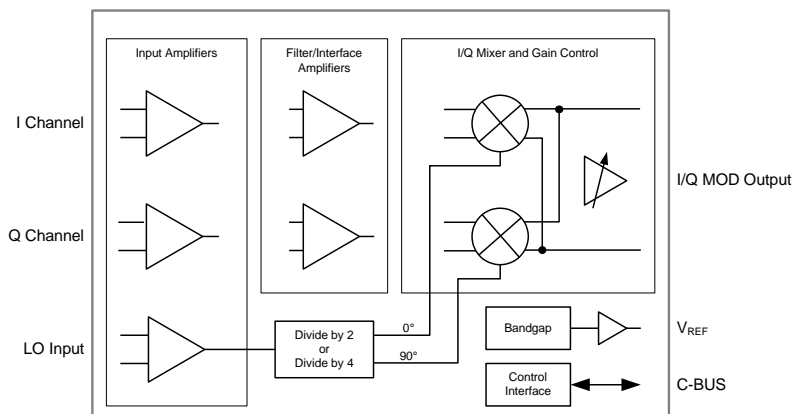 Input Amplifiers
Filter/Interface
Amplifiers
I/Q Mixer and Gain Control
I Channel
I/Q MOD Output
Q Channel
LO Input
Divide by 2
or
Divide by 4
0°
90°
Bandgap
VREF
Control
Interface
C-BUS